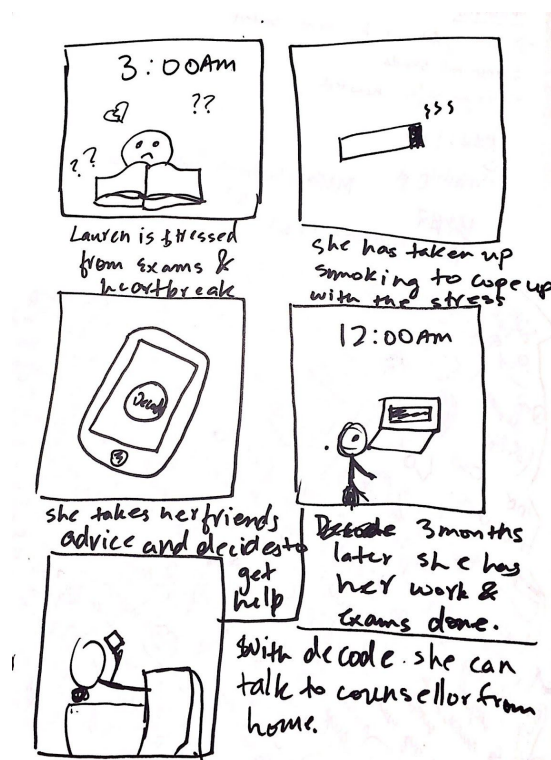 3:00AM
??
??
Lauren is stressed
from Exams &
heartbreak
she has taken up
smoking to cope up
with the stress
Decode
she takes her friends
advice and decides to
get
help
12:00AM
3 months
later she has
her work &
Exams done.
With decode. she can
talk to counsellor from
home.